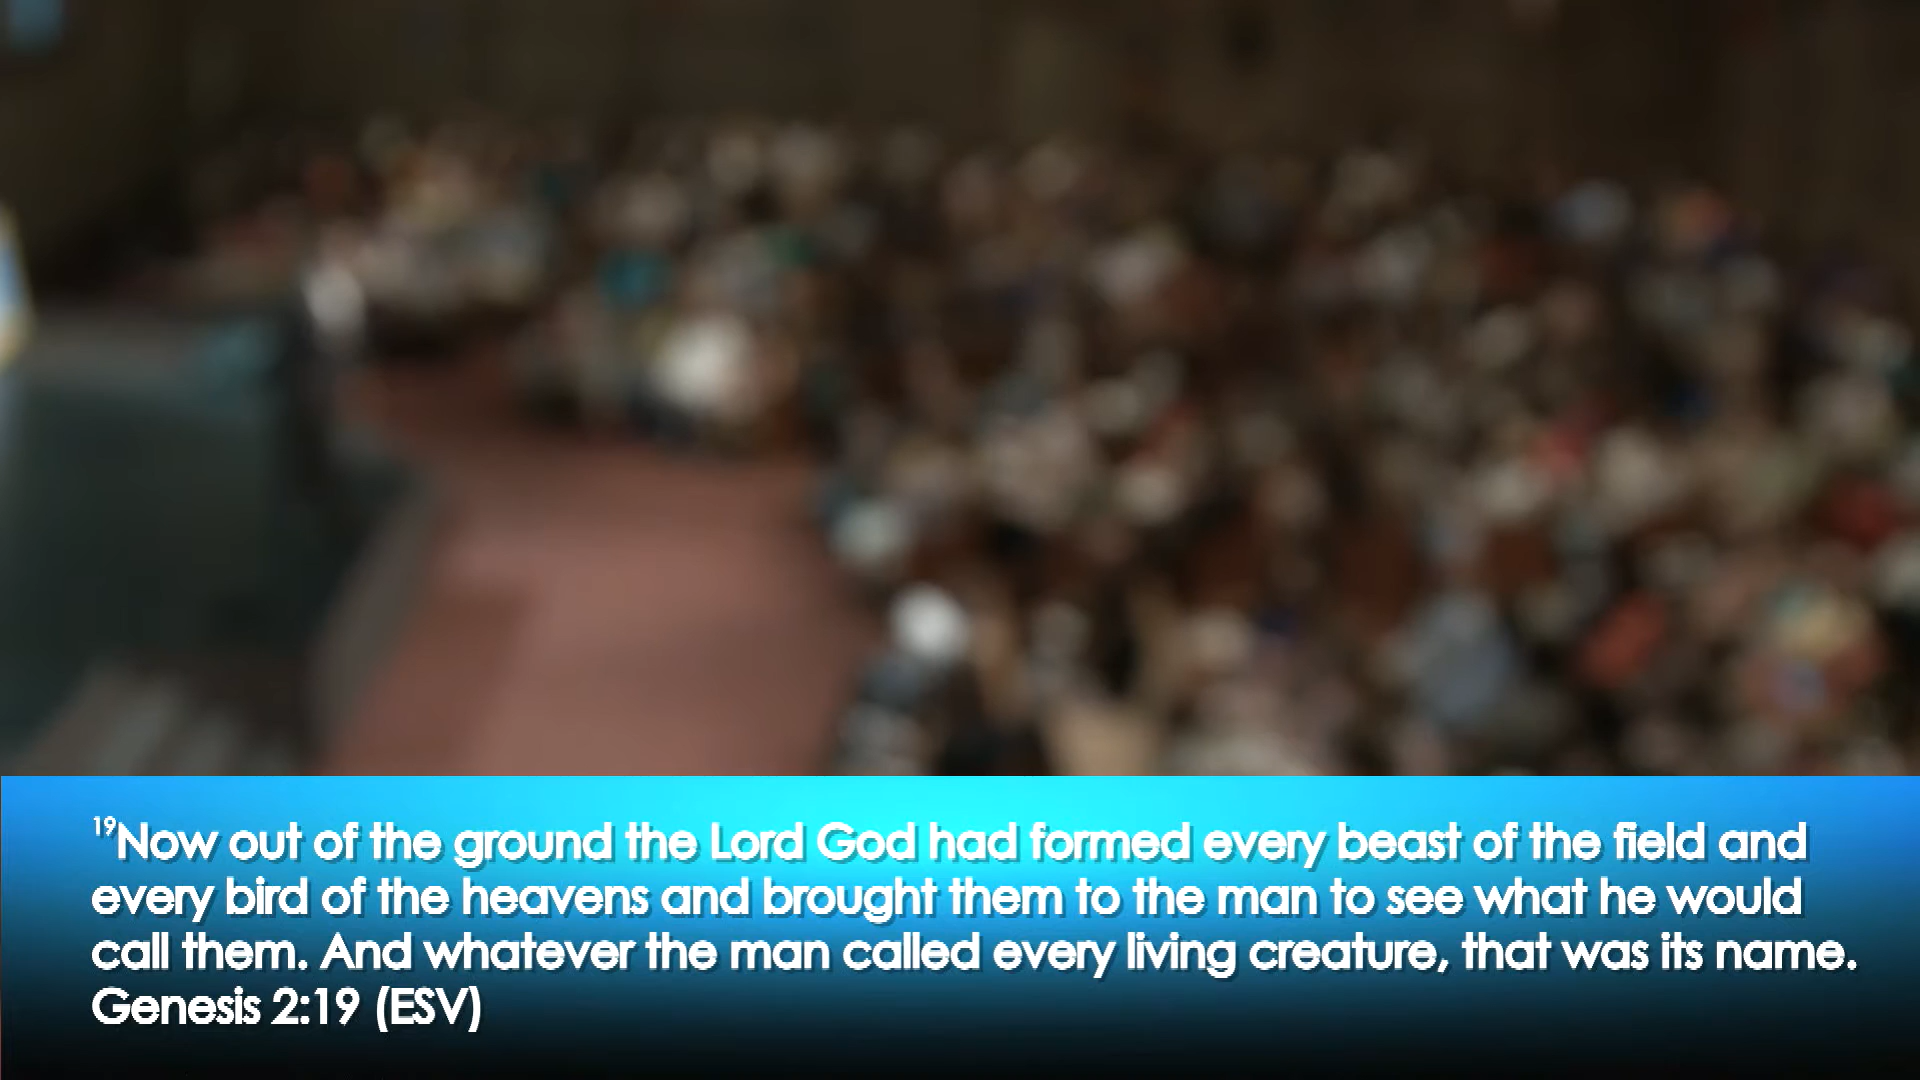 19Now out of the ground the Lord God had formed every beast of the field and
every bird of the heavens and brought them to the man to see what he would
call them. And whatever the man called every living creature, that was its name.
Genesis 2:19 (ESV)